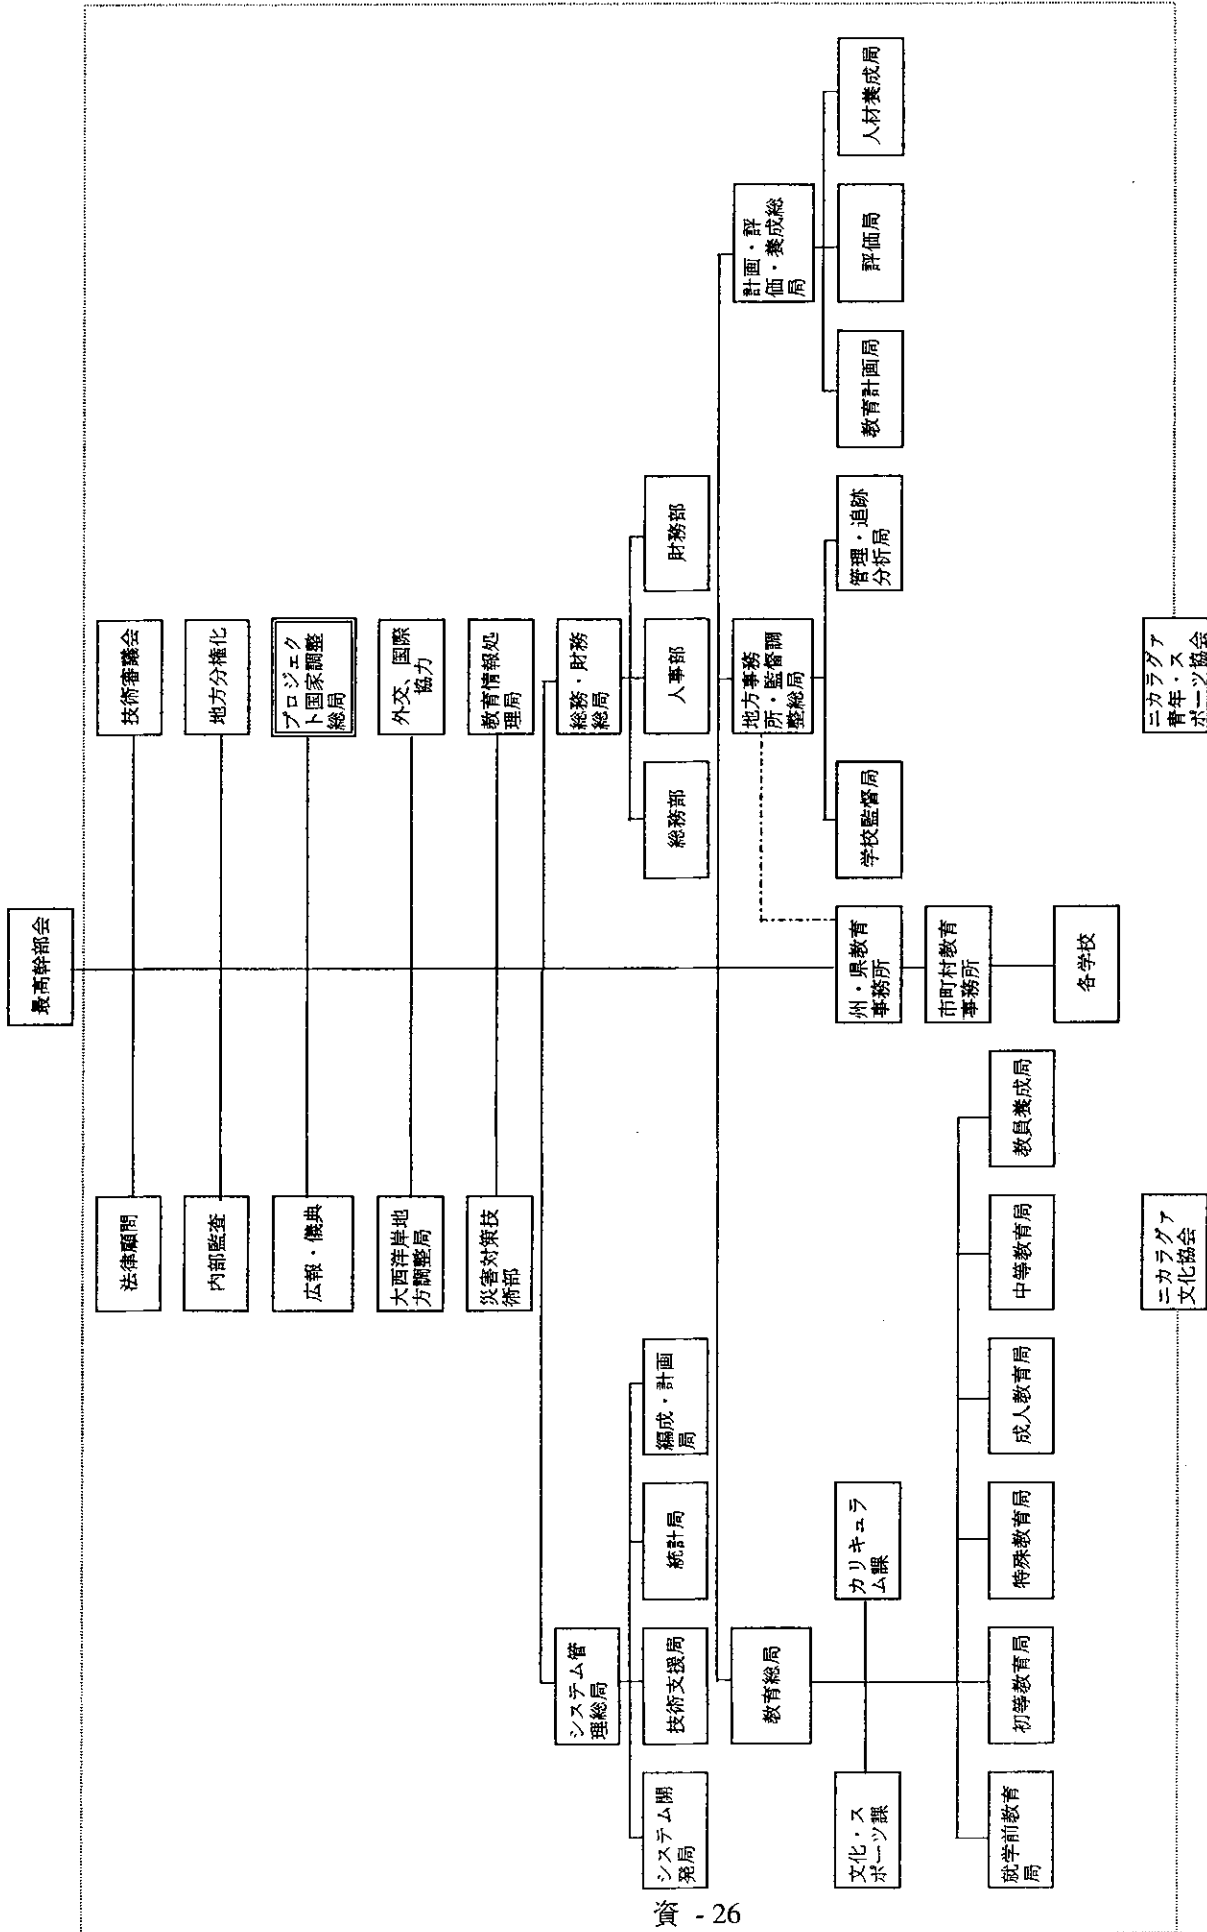 最高幹部会
法律顧問
技術審議会
内部監査
地方分権化
広報・儀典
プロジェク
ト国家調整
総局
大西洋岸地
方調整局
外交、国際
協力
災害対策技
術部
教育情報処
理局
システム管
理総局
総務・財務
総局
システム開
発局
技術支援局
統計局
編成・計画
局
総務部
人事部
財務部
教育総局
地方事務
所・監督調
整総局
計画・評
価・養成総
局
文化・ス
ポーツ課
カリキュラ
ム課
州・県教育
事務所
学校監督局
管理・追跡
分析局
教育計画局
評価局
人材養成局
市町村教育
事務所
就学前教育
局
初等教育局
特殊教育局
成人教育局
中等教育局
教員養成局
各学校
ニカラグァ
文化協会
ニカラグァ
青年・ス
ポーツ協会
資 - 26